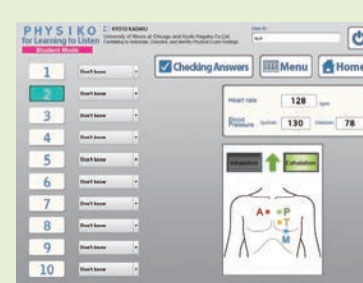 PHYSIKO
for Learning to Listen
KYOTO KAGAKU
University of Illinois at Chicago and Kyoto Kagaku Co.Ltd.
Student Mode
Checking Answers
Menu
Home
1 Don't know
2 Don't know
3 Don't know
4 Don't know
5 Don't know
6 Don't know
7 Don't know
8 Don't know
9 Don't know
10 Don't know
Heart rate 128
Blood Pressure 130 78
Inhalation
Exhalation
A
P
T
M